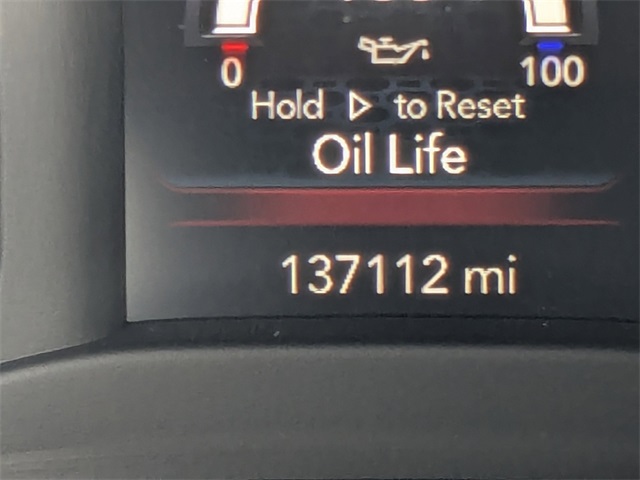 0 100
Hold ▷ to Reset
Oil Life
137112 mi